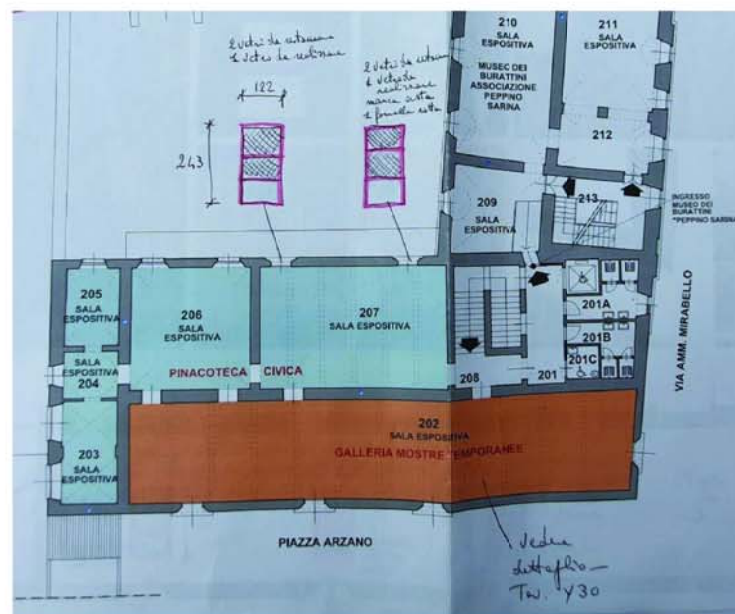 2 vetri da
1 vetro da realizzare
122
243
2 vetri da
realizzare
210
SALA
ESPOSITIVA
MUSEO DEI
BURATTINI
ASSOCIAZIONE
PEPPINO
SARINA
211
SALA
ESPOSITIVA
212
209
SALA
ESPOSITIVA
213
INGRESSO
MUSEO DEI
BURATTINI
"PEPPINO SARINA"
205
SALA
ESPOSITIVA
206
SALA
ESPOSITIVA
207
SALA ESPOSITIVA
SALA
ESPOSITIVA
204
PINACOTECA CIVICA
203
SALA
ESPOSITIVA
208
201
201A
201B
201C
VIA AMM. MIRABELLO
202
SALA ESPOSITIVA
GALLERIA MOSTRE TEMPORANEE
PIAZZA ARZANO
vedere
dettaglio
Tav. Y30